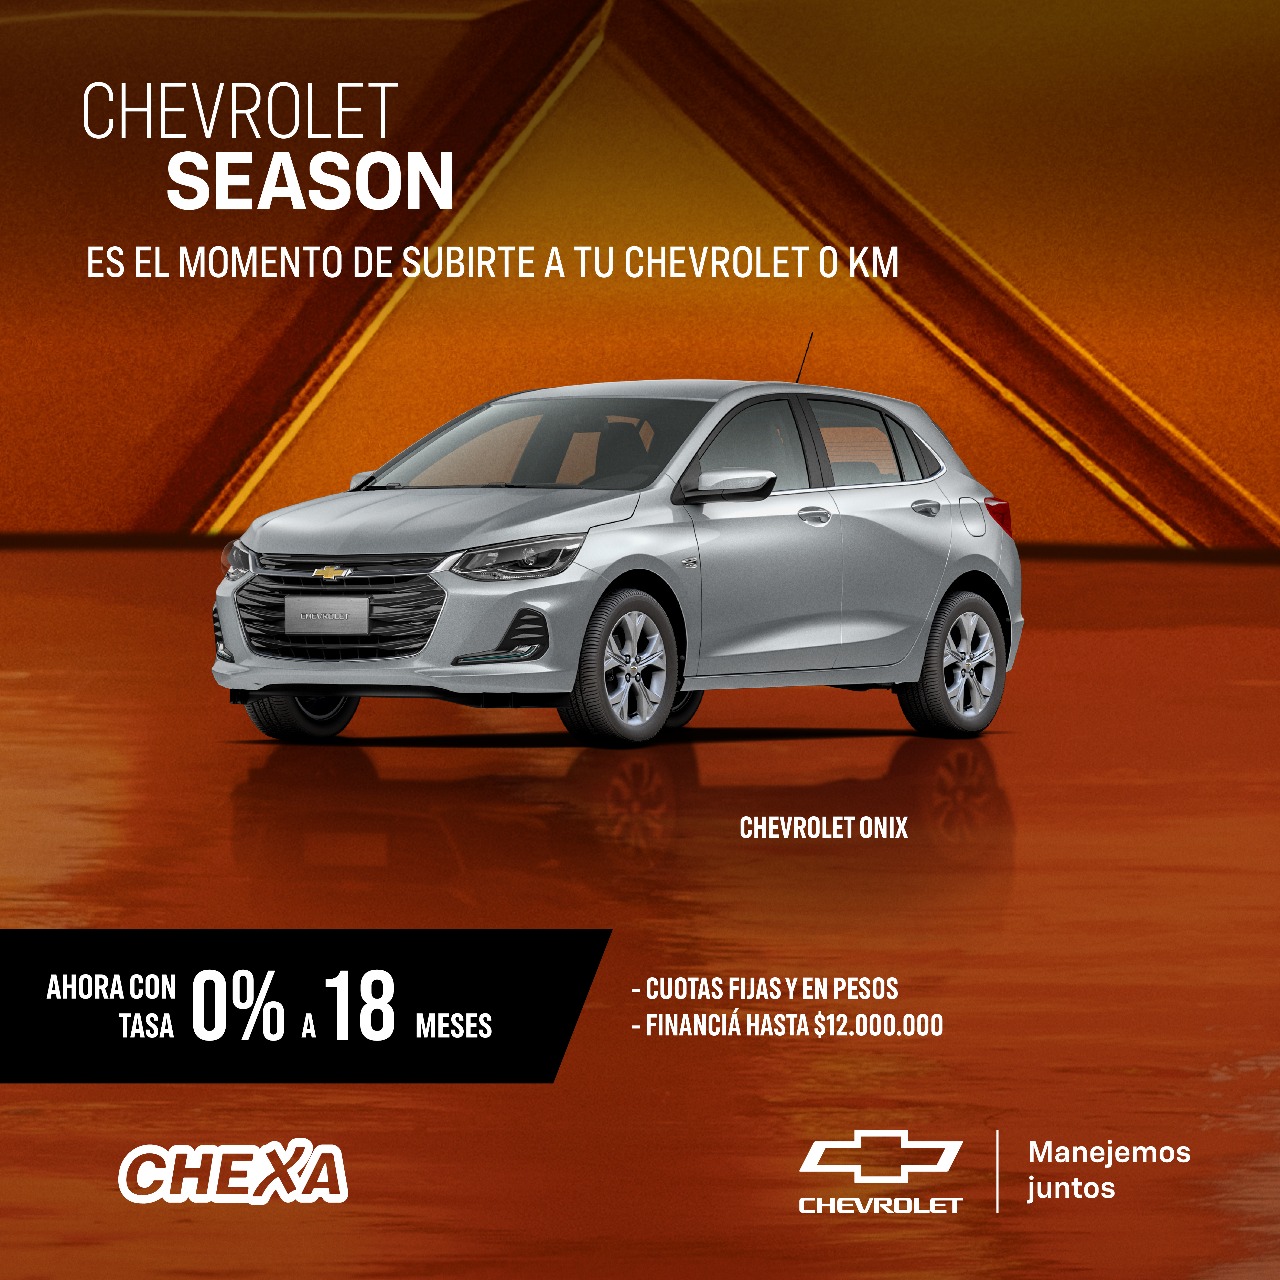 CHEVROLET
SEASON
ES EL MOMENTO DE SUBIRTE A TU CHEVROLET 0 KM
CHEVROLET
CHEVROLET ONIX
AHORA CON
TASA 0% A 18 MESES
- CUOTAS FIJAS Y EN PESOS
- FINANCIÁ HASTA $12.000.000
CHEXA
CHEVROLET
Manejemos
juntos